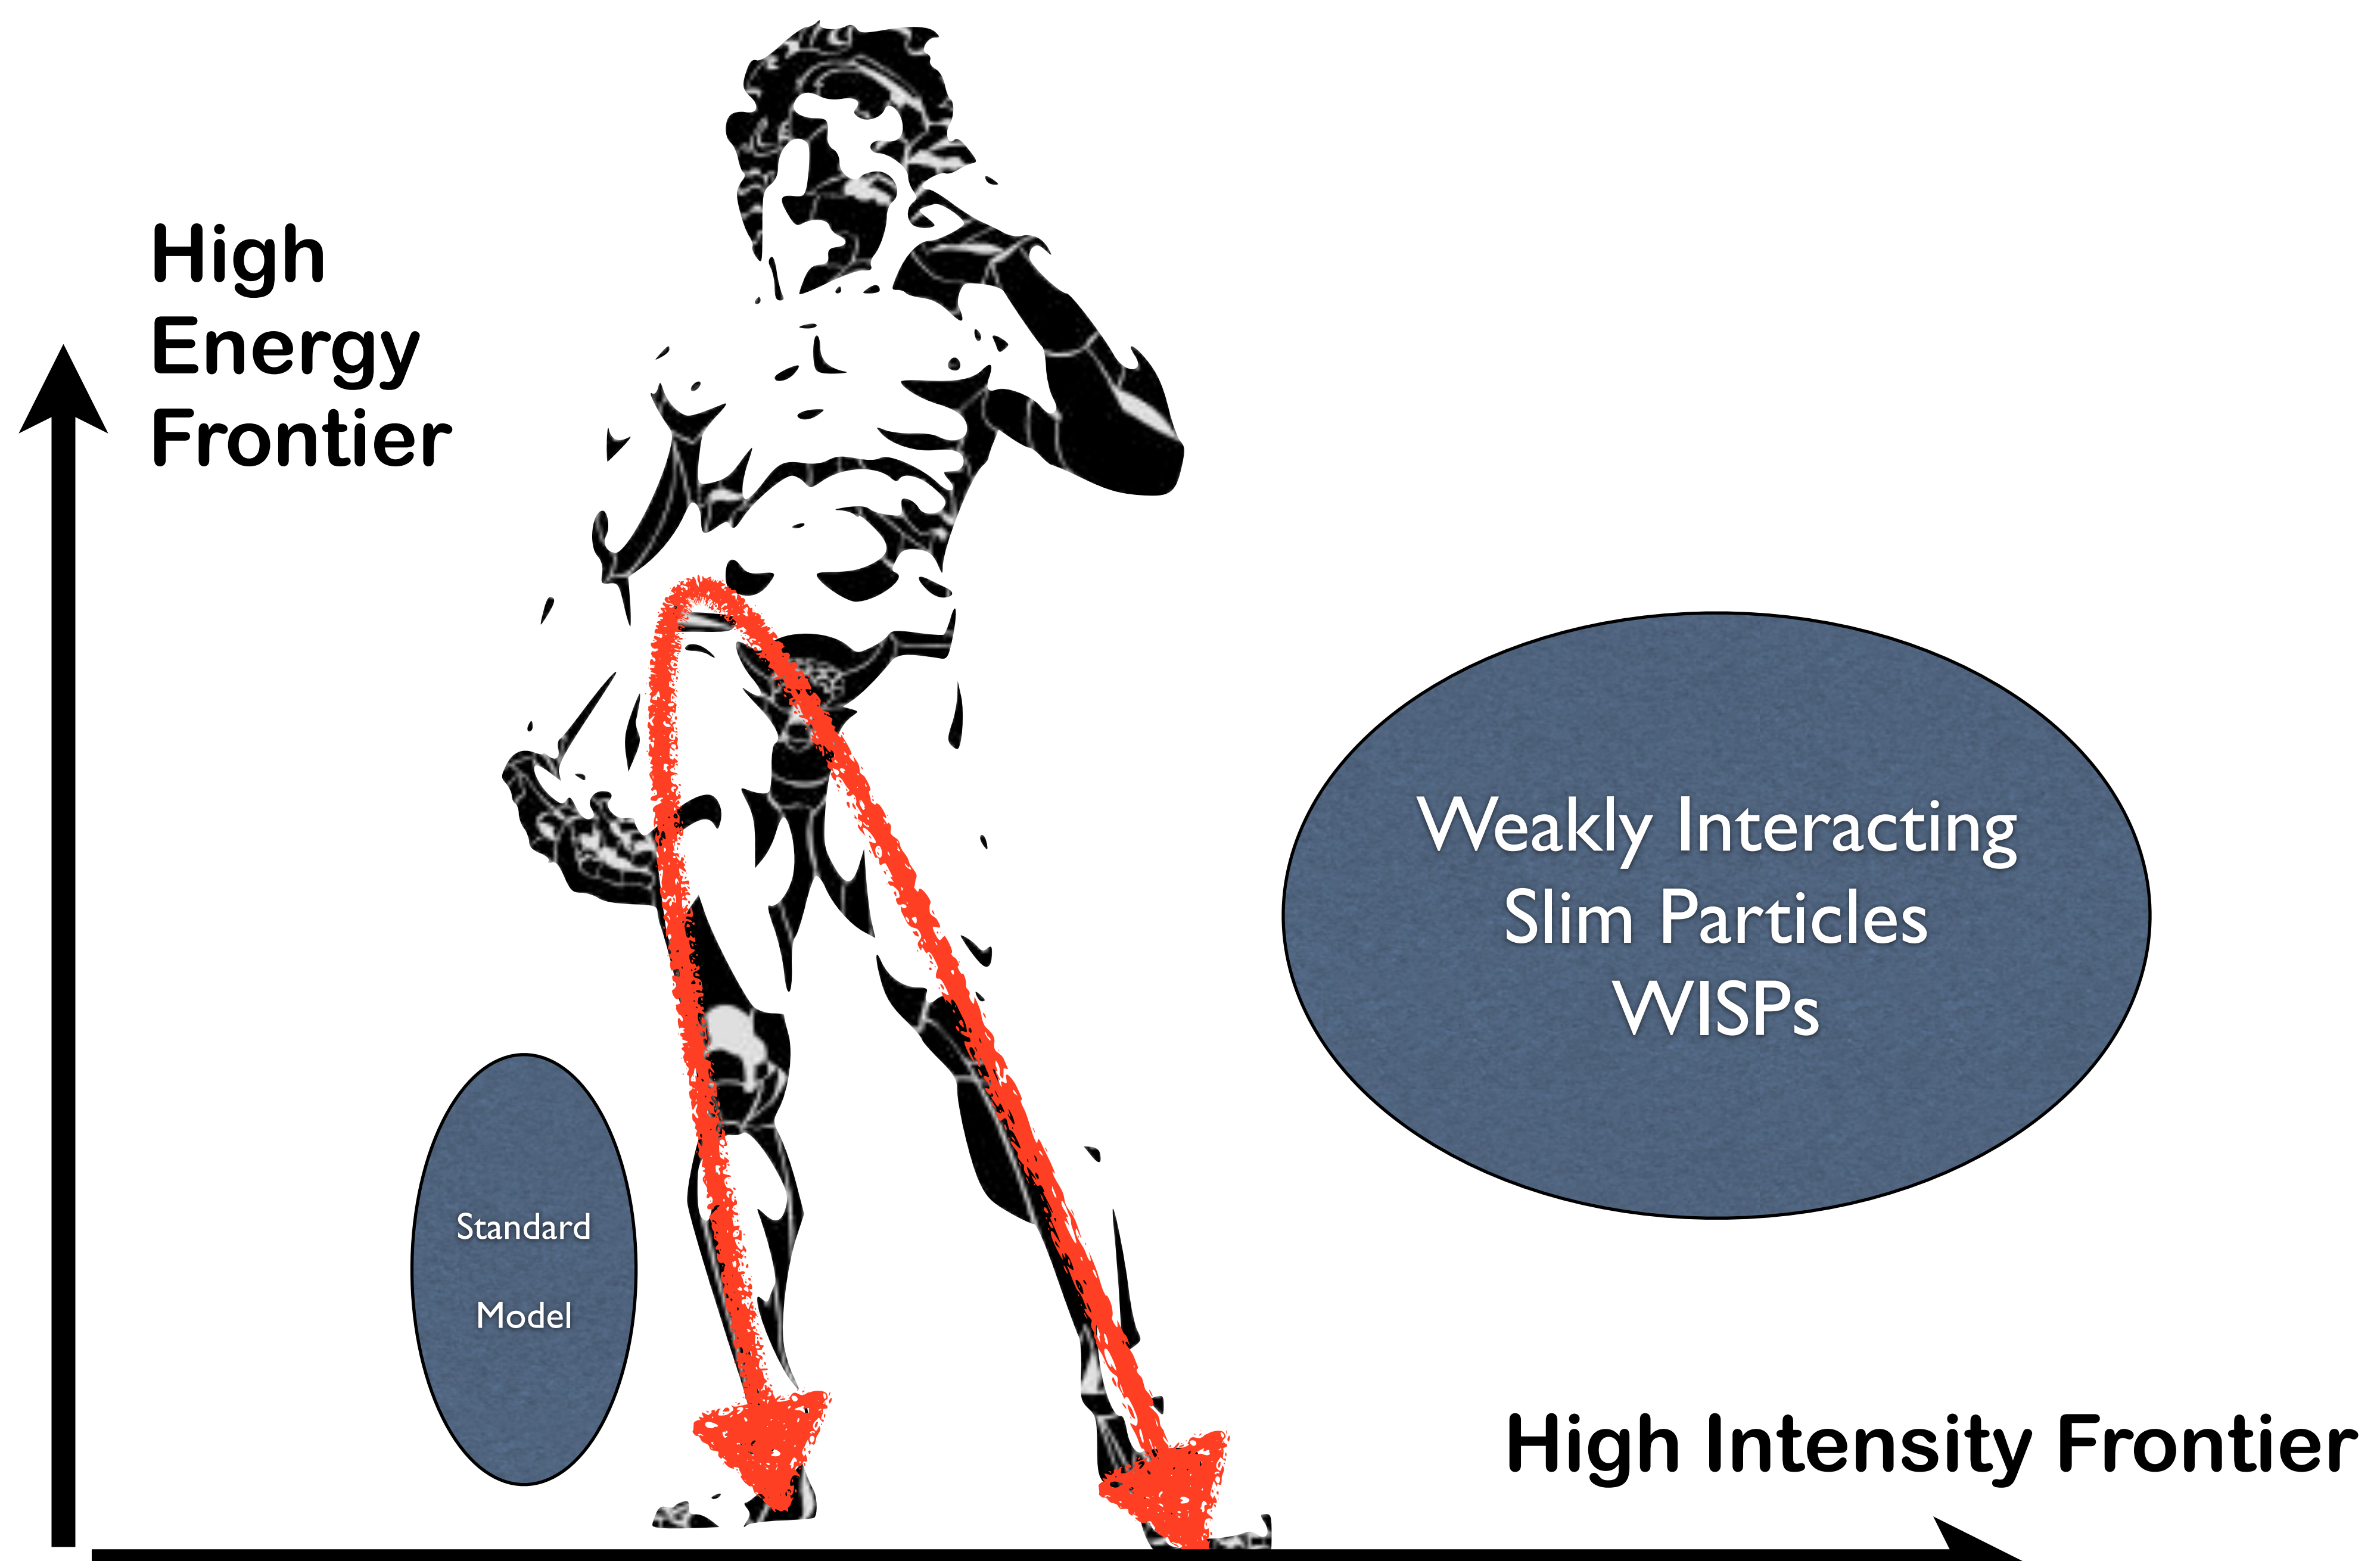 High
Energy
Frontier
Weakly Interacting
Slim Particles
WISPs
Standard
Model
High Intensity Frontier